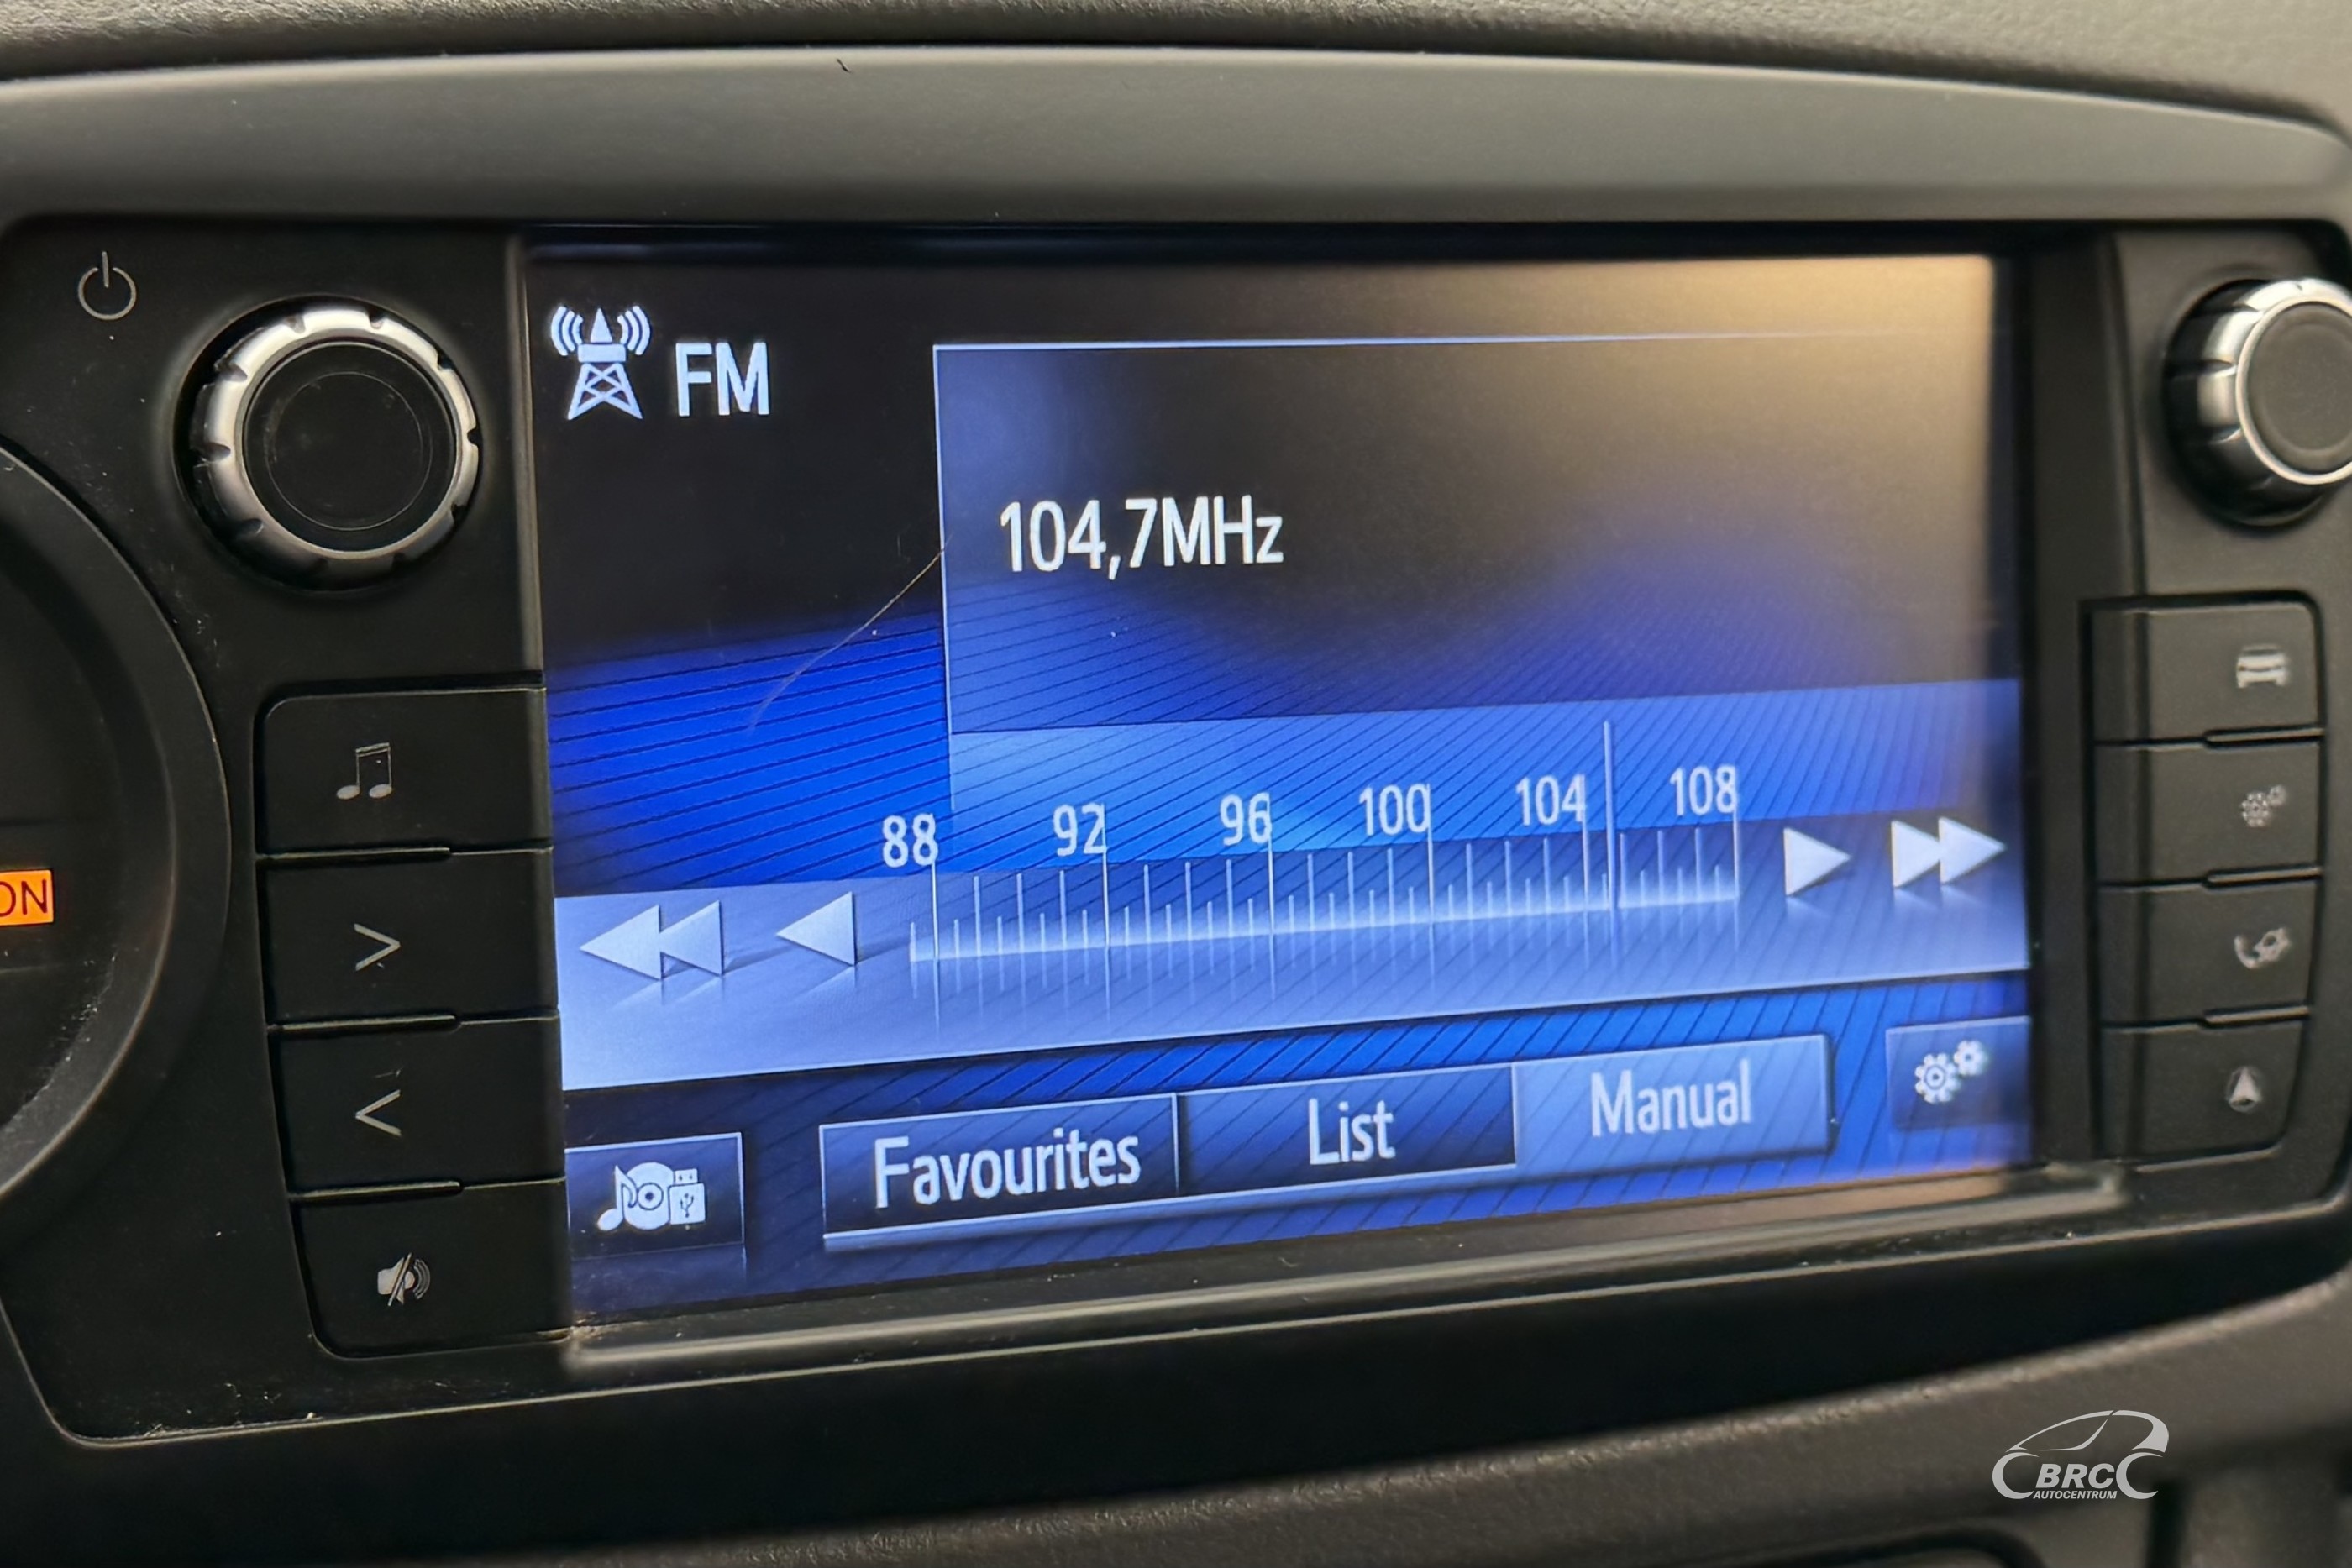 FM
104,7MHz
88 92 96 100 104 108
Favourites List Manual
ON
BRC
AUTOCENTRUM